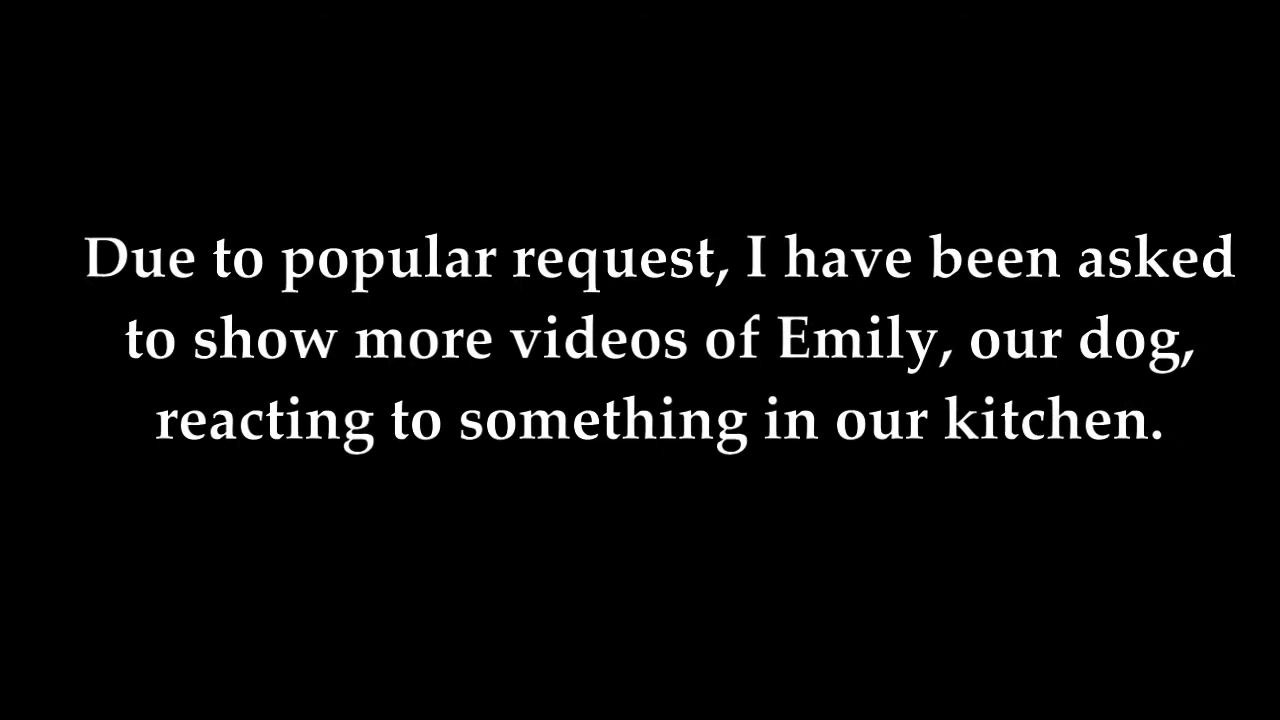 Due to popular request, I have been asked
to show more videos of Emily, our dog,
reacting to something in our kitchen.